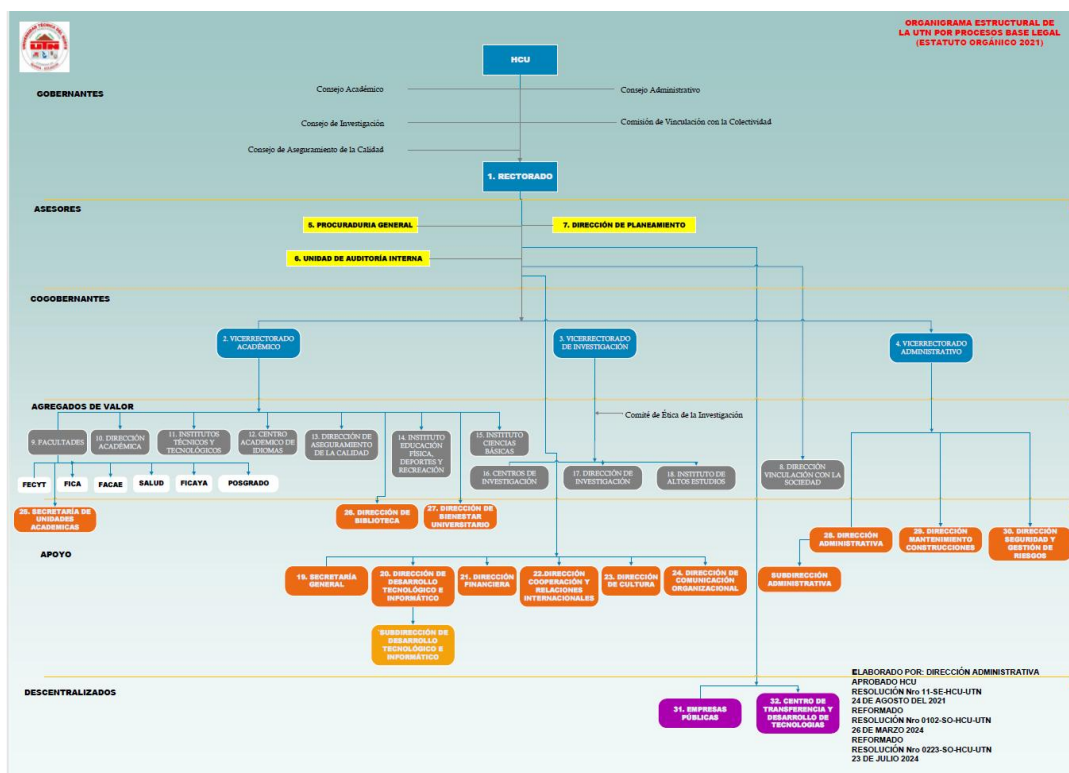 ORGANIGRAMA ESTRUCTURAL DE
LA UTN POR PROCESOS BASE LEGAL
(ESTATUTO ORGÁNICO 2021)
UNIVERSIDAD TÉCNICA DEL NORTE
UTN
HCU
GOBERNANTES
Consejo Académico
Consejo Administrativo
Consejo de Investigación
Comisión de Vinculación con la Colectividad
Consejo de Aseguramiento de la Calidad
1. RECTORADO
ASESORES
5. PROCURADURIA GENERAL
7. DIRECCIÓN DE PLANEAMIENTO
6. UNIDAD DE AUDITORÍA INTERNA
COGOBERNANTES
2. VICERRECTORADO
ACADÉMICO
3. VICERRECTORADO
DE INVESTIGACIÓN
4. VICERRECTORADO
ADMINISTRATIVO
AGREGADOS DE VALOR
Comité de Ética de la Investigación
9. FACULTADES
10. DIRECCIÓN
ACADÉMICA
11. INSTITUTOS
TÉCNICOS Y
TECNOLÓGICOS
12. CENTRO
ACADEMICO DE
IDIOMAS
13. DIRECCIÓN DE
ASEGURAMIENTO
DE LA CALIDAD
14. INSTITUTO
EDUCACIÓN
FÍSICA,
DEPORTES Y
RECREACIÓN
15. INSTITUTO
CIENCIAS
BÁSICAS
16. CENTROS DE
INVESTIGACIÓN
17. DIRECCIÓN DE
INVESTIGACIÓN
18. INSTITUTO DE
ALTOS ESTUDIOS
8. DIRECCIÓN
VINCULACIÓN CON LA
SOCIEDAD
FECYT
FICA
FACAE
SALUD
FICAYA
POSGRADO
25. SECRETARÍA DE
UNIDADES
ACADEMICAS
26. DIRECCIÓN DE
BIBLIOTECA
27. DIRECCIÓN DE
BIENESTAR
UNIVERSITARIO
28. DIRECCIÓN
ADMINISTRATIVA
29. DIRECCIÓN
MANTENIMIENTO
CONSTRUCCIONES
30. DIRECCIÓN
SEGURIDAD Y
GESTIÓN DE
RIESGOS
APOYO
19. SECRETARÍA
GENERAL
20. DIRECCIÓN DE
DESARROLLO
TECNOLÓGICO E
INFORMÁTICO
21. DIRECCIÓN
FINANCIERA
22.DIRECCIÓN
COOPERACIÓN Y
RELACIONES
INTERNACIONALES
23. DIRECCIÓN
DE CULTURA
24. DIRECCIÓN DE
COMUNICACIÓN
ORGANIZACIONAL
SUBDIRECCIÓN
ADMINISTRATIVA
SUBDIRECCIÓN DE
DESARROLLO
TECNOLÓGICO E
INFORMÁTICO
DESCENTRALIZADOS
31. EMPRESAS
PÚBLICAS
32. CENTRO DE
TRANSFERENCIA Y
DESARROLLO DE
TECNOLOGIAS
ELABORADO POR: DIRECCIÓN ADMINISTRATIVA
APROBADO HCU
RESOLUCIÓN Nro 11-SE-HCU-UTN
24 DE AGOSTO DEL 2021
REFORMADO
RESOLUCIÓN Nro 0102-SO-HCU-UTN
26 DE MARZO 2024
REFORMADO
RESOLUCIÓN Nro 0223-SO-HCU-UTN
23 DE JULIO 2024